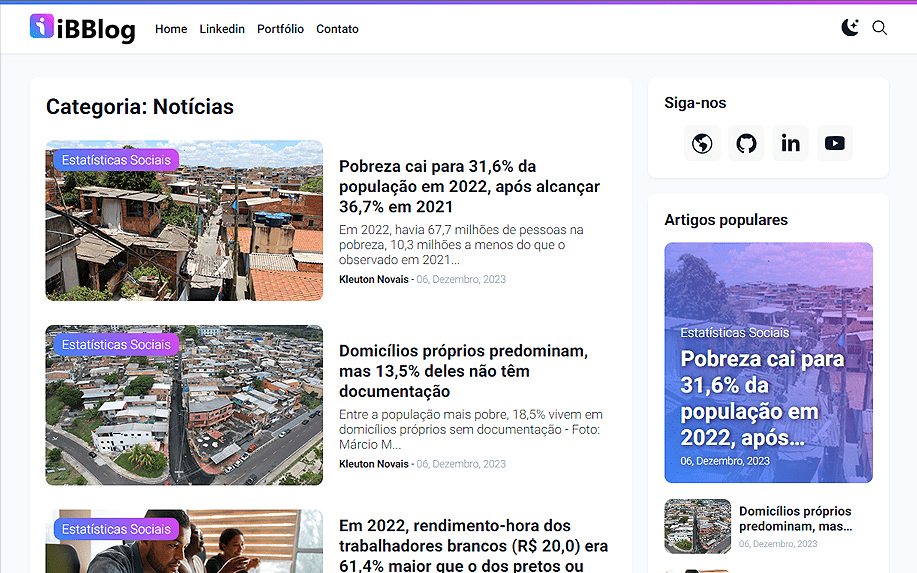 iBBlog
Home Linkedin Portfólio Contato
Categoria: Notícias
Estatísticas Sociais
Pobreza cai para 31,6% da
população em 2022, após alcançar
36,7% em 2021
Em 2022, havia 67,7 milhões de pessoas na
pobreza, 10,3 milhões a menos do que o
observado em 2021...
Kleuton Novais - 06, Dezembro, 2023
Estatísticas Sociais
Domicílios próprios predominam,
mas 13,5% deles não têm
documentação
Entre a população mais pobre, 18,5% vivem em
domicílios próprios sem documentação - Foto:
Márcio M...
Kleuton Novais - 06, Dezembro, 2023
Estatísticas Sociais
Em 2022, rendimento-hora dos
trabalhadores brancos (R$ 20,0) era
61,4% maior que o dos pretos ou
Siga-nos
Artigos populares
Estatísticas Sociais
Pobreza cai para
31,6% da
população em
2022, após...
06, Dezembro, 2023
Domicílios próprios
predominam, mas...
06, Dezembro, 2023